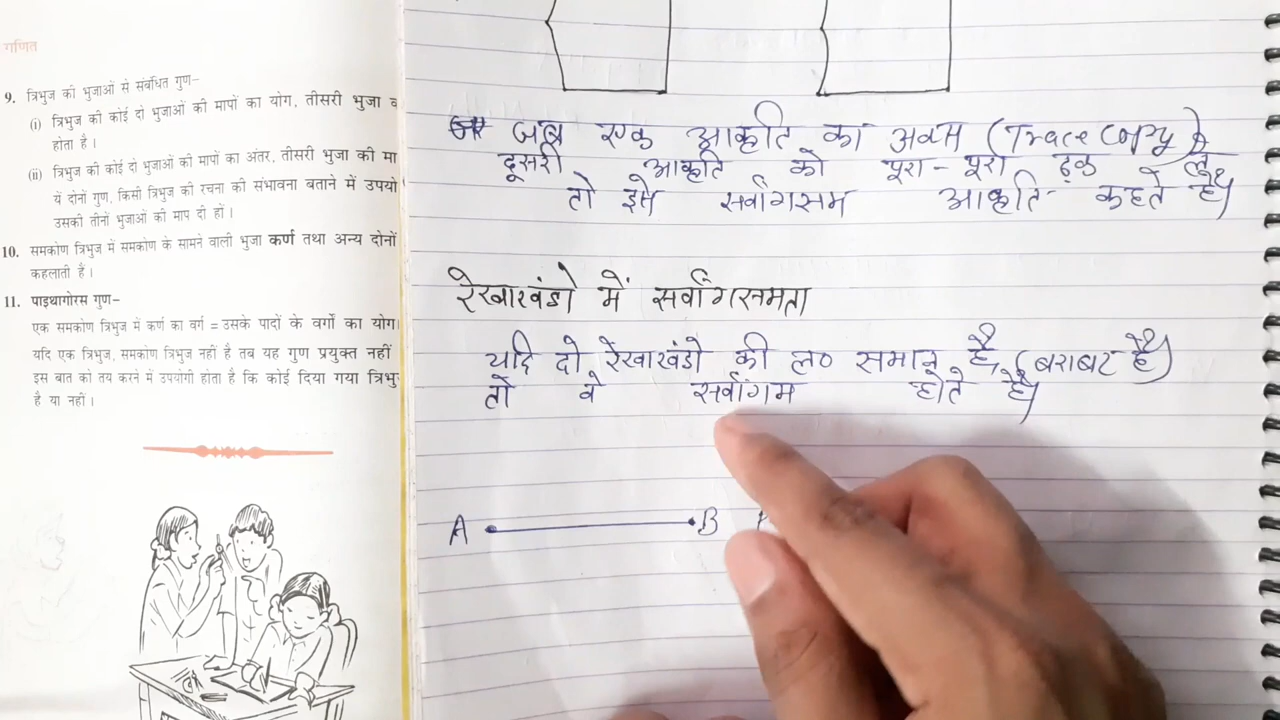 गणित
9. त्रिभुज की भुजाओं से संबंधित गुण–
(i) त्रिभुज की कोई दो भुजाओं की मापों का योग, तीसरी भुजा
होता है।
(ii) त्रिभुज की कोई दो भुजाओं की मापों का अंतर, तीसरी भुजा की मा
ये दोनों गुण, किसी त्रिभुज की रचना की संभावना बताने में उपयो
उसकी तीनों भुजाओं की माप दी हों।
10. समकोण त्रिभुज में समकोण के सामने वाली भुजा कर्ण तथा अन्य दोनों
कहलाती हैं।
11. पाइथागोरस गुण–
एक समकोण त्रिभुज में कर्ण का वर्ग = उसके पादों के वर्गों का योग।
यदि एक त्रिभुज, समकोण त्रिभुज नहीं है तब यह गुण प्रयुक्त नहीं
इस बात को तय करने में उपयोगी होता है कि कोई दिया गया त्रिभु
है या नहीं।
जब एक आकृति का अक्स (Trace Copy)
दूसरी आकृति को पूरा-पूरा ढ़क ले
तो इसे सर्वांगसम आकृति कहते है।
रेखाखंडो में सर्वांगसमता
यदि दो रेखाखंडो की ल० समान है, (बराबर है)
तो वे सर्वांगम होते है।
A B